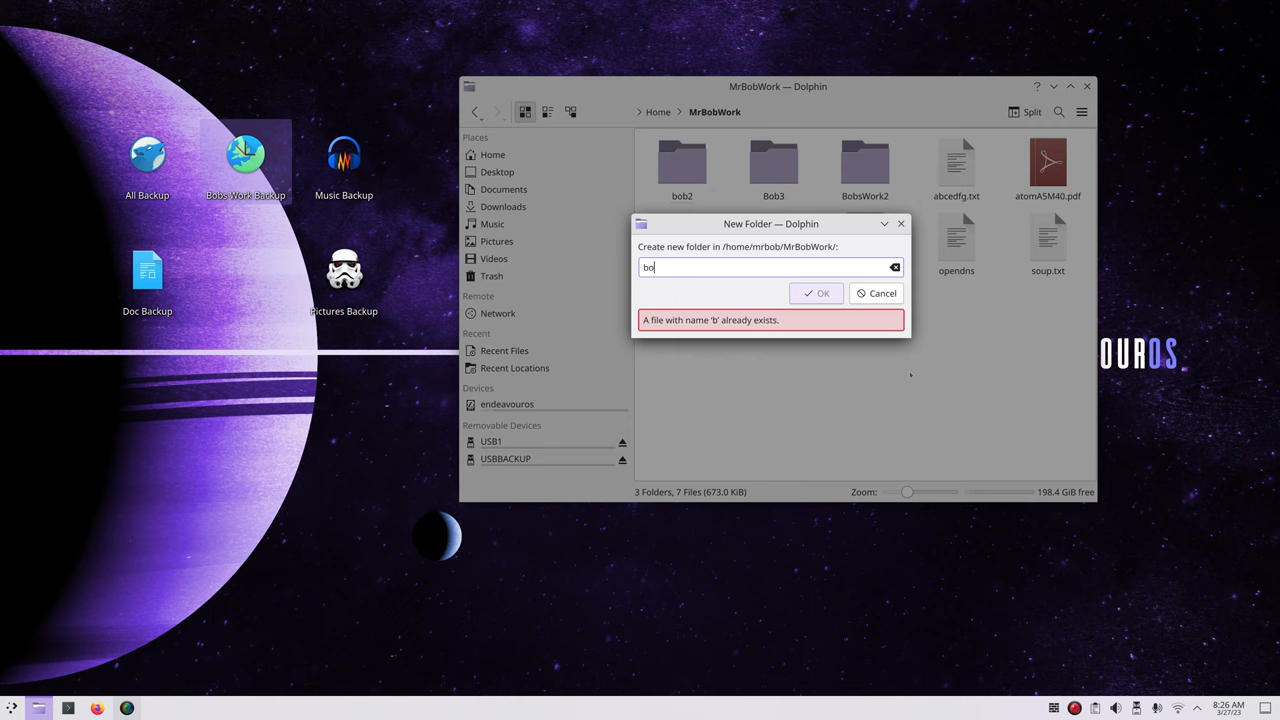 MrBobWork — Dolphin
Home
MrBobWork
Split
Places
Home
Desktop
Documents
Downloads
Music
Pictures
Videos
Trash
Remote
Network
Recent
Recent Files
Recent Locations
Devices
endeavouros
Removable Devices
USB1
USBBACKUP
bob2
Bob3
BobsWork2
abcedfg.txt
atomA5M40.pdf
opendns
soup.txt
New Folder — Dolphin
Create new folder in /home/mrbob/MrBobWork/:
bo
OK
Cancel
A file with name ‘b’ already exists.
3 Folders, 7 Files (673.0 KiB)
Zoom:
198.4 GiB free
All Backup
Bobs Work Backup
Music Backup
Doc Backup
Pictures Backup
OUROS
8:26 AM
3/27/23